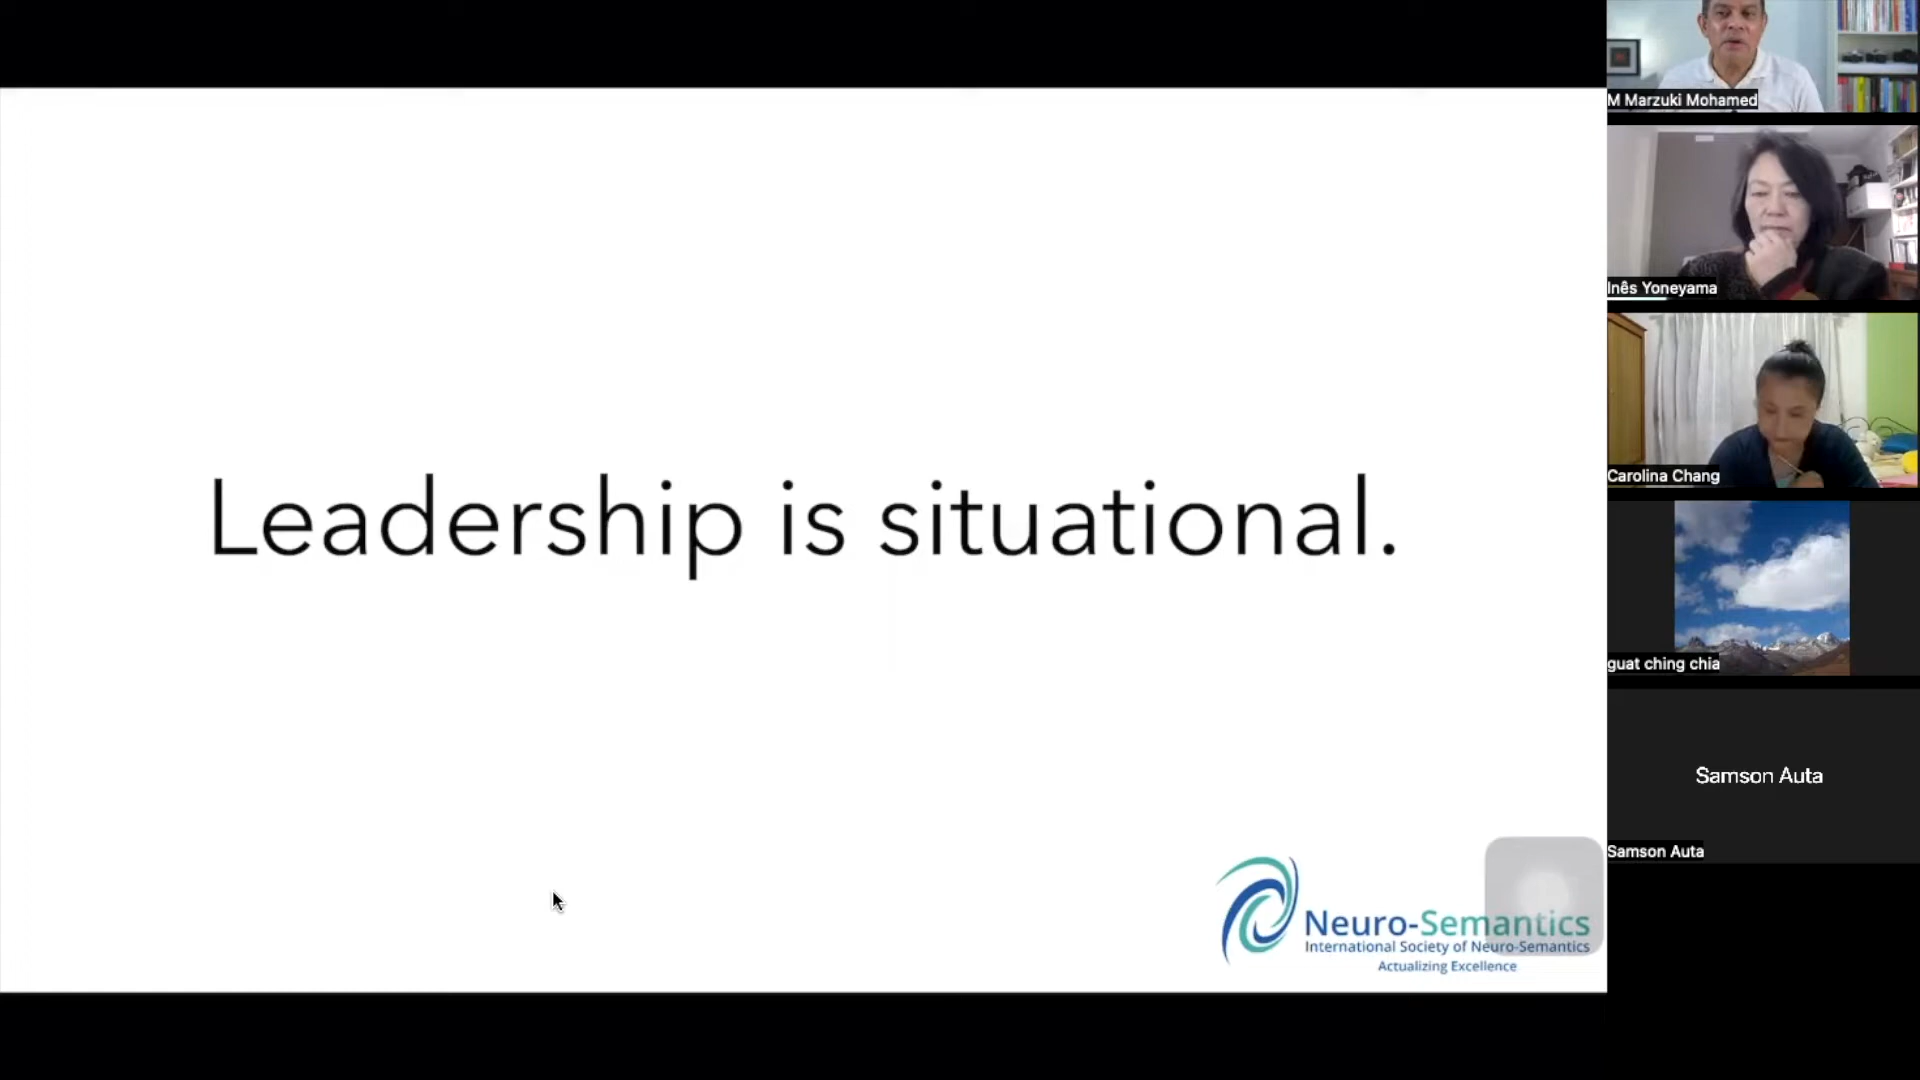 Leadership is situational.
Neuro-Semantics
International Society of Neuro-Semantics
Actualizing Excellence
M Marzuki Mohamed
Inês Yoneyama
Carolina Chang
guat ching chia
Samson Auta
Samson Auta